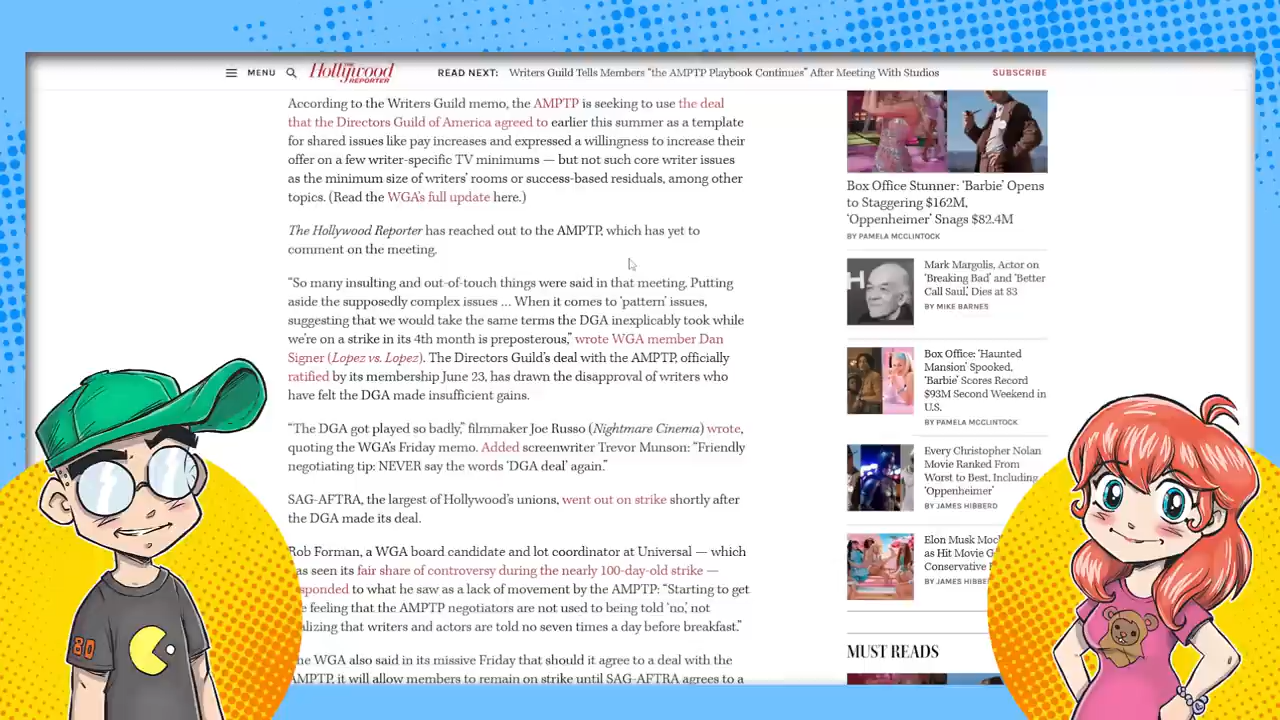 MENU
THE
Hollywood
REPORTER
READ NEXT: Writers Guild Tells Members “the AMPTP Playbook Continues” After Meeting With Studios
SUBSCRIBE
According to the Writers Guild memo, the AMPTP is seeking to use the deal
that the Directors Guild of America agreed to earlier this summer as a template
for shared issues like pay increases and expressed a willingness to increase their
offer on a few writer-specific TV minimums — but not such core writer issues
as the minimum size of writers’ rooms or success-based residuals, among other
topics. (Read the WGA’s full update here.)
The Hollywood Reporter has reached out to the AMPTP, which has yet to
comment on the meeting.
“So many insulting and out-of-touch things were said in that meeting. Putting
aside the supposedly complex issues … When it comes to ‘pattern’ issues,
suggesting that we would take the same terms the DGA inexplicably took while
we’re on a strike in its 4th month is preposterous,” wrote WGA member Dan
Signer (Lopez vs. Lopez). The Directors Guild’s deal with the AMPTP, officially
ratified by its membership June 23, has drawn the disapproval of writers who
have felt the DGA made insufficient gains.
“The DGA got played so badly,” filmmaker Joe Russo (Nightmare Cinema) wrote,
quoting the WGA’s Friday memo. Added screenwriter Trevor Munson: “Friendly
negotiating tip: NEVER say the words ‘DGA deal’ again.”
SAG-AFTRA, the largest of Hollywood’s unions, went out on strike shortly after
the DGA made its deal.
Rob Forman, a WGA board candidate and lot coordinator at Universal — which
as seen its fair share of controversy during the nearly 100-day-old strike —
sponded to what he saw as a lack of movement by the AMPTP: “Starting to get
e feeling that the AMPTP negotiators are not used to being told ‘no,’ not
alizing that writers and actors are told no seven times a day before breakfast.”
he WGA also said in its missive Friday that should it agree to a deal with the
AMPTP, it will allow members to remain on strike until SAG-AFTRA agrees to a
Box Office Stunner: ‘Barbie’ Opens
to Staggering $162M,
‘Oppenheimer’ Snags $82.4M
BY PAMELA MCCLINTOCK
H
Mark Margolis, Actor on
‘Breaking Bad’ and ‘Better
Call Saul,’ Dies at 83
BY MIKE BARNES
Box Office: ‘Haunted
Mansion’ Spooked,
‘Barbie’ Scores Record
$93M Second Weekend in
U.S.
BY PAMELA MCCLINTOCK
Every Christopher Nolan
Movie Ranked From
Worst to Best, Including
‘Oppenheimer’
BY JAMES HIBBERD
Elon Musk Moc
as Hit Movie G
Conservative
BY JAMES HIBBE
MUST READS
80